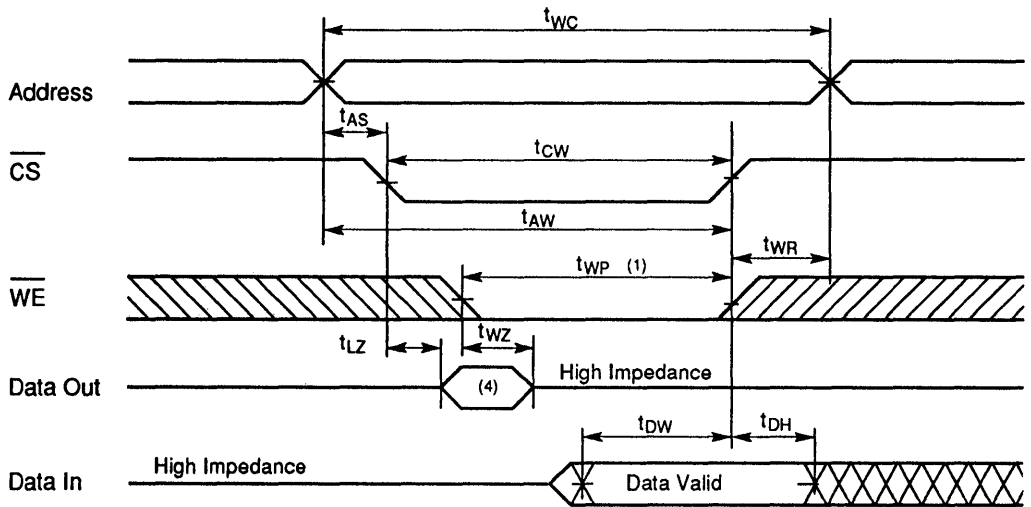 tWC
Address
tAS
tCW
CS
tAW
tWR
tWP (1)
WE
tLZ
tWZ
Data Out
(4)
High Impedance
tDW
tDH
High Impedance
Data In
Data Valid